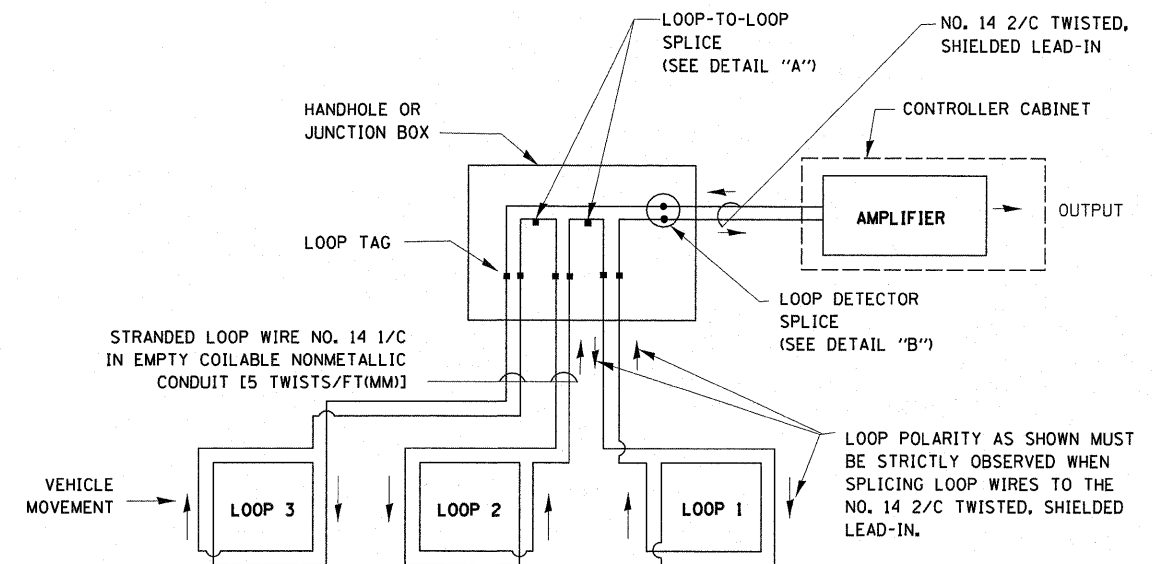 LOOP-TO-LOOP
SPLICE
(SEE DETAIL "A")
NO. 14 2/C TWISTED,
SHIELDED LEAD-IN
HANDHOLE OR
JUNCTION BOX
CONTROLLER CABINET
AMPLIFIER
OUTPUT
LOOP TAG
LOOP DETECTOR
SPLICE
(SEE DETAIL "B")
STRANDED LOOP WIRE NO. 14 1/C
IN EMPTY COILABLE NONMETALLIC
CONDUIT [5 TWISTS/FT(MM)]
LOOP POLARITY AS SHOWN MUST
BE STRICTLY OBSERVED WHEN
SPLICING LOOP WIRES TO THE
NO. 14 2/C TWISTED, SHIELDED
LEAD-IN.
VEHICLE
MOVEMENT
LOOP 3
LOOP 2
LOOP 1